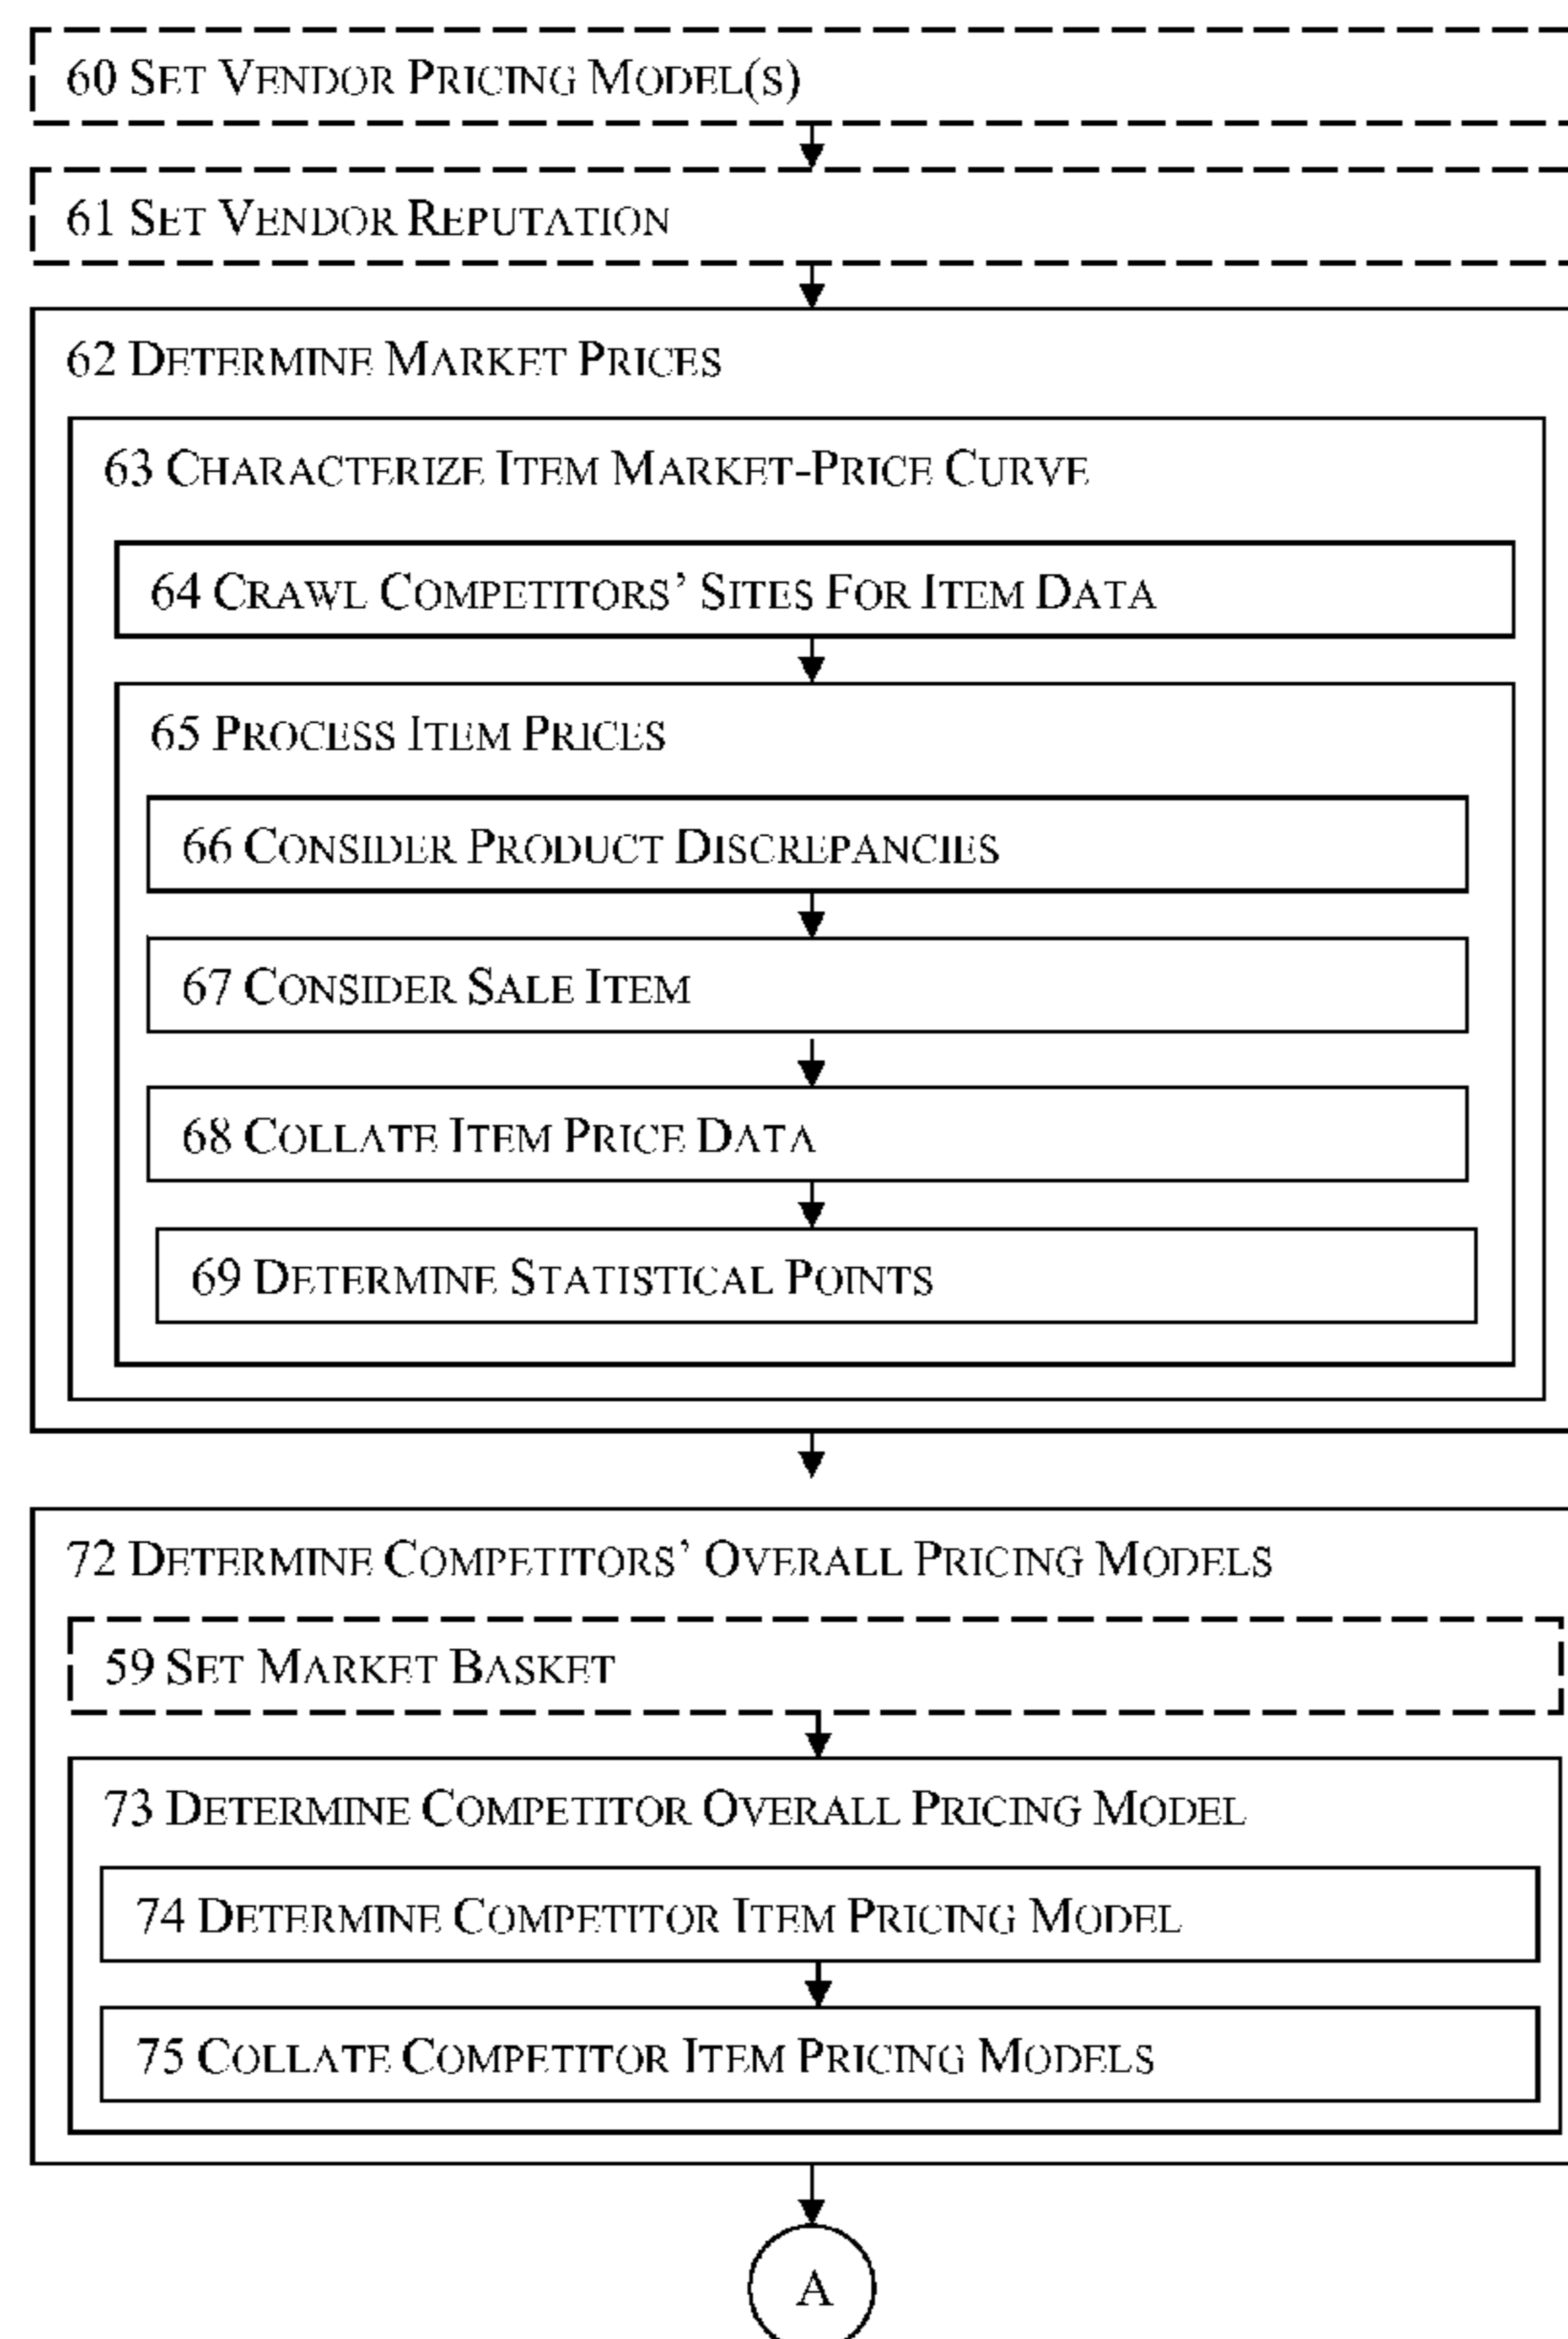 60 SET VENDOR PRICING MODEL(S)
61 SET VENDOR REPUTATION
62 DETERMINE MARKET PRICES
63 CHARACTERIZE ITEM MARKET-PRICE CURVE
64 CRAWL COMPETITORS' SITES FOR ITEM DATA
65 PROCESS ITEM PRICES
66 CONSIDER PRODUCT DISCREPANCIES
67 CONSIDER SALE ITEM
68 COLLATE ITEM PRICE DATA
69 DETERMINE STATISTICAL POINTS
72 DETERMINE COMPETITORS' OVERALL PRICING MODELS
59 SET MARKET BASKET
73 DETERMINE COMPETITOR OVERALL PRICING MODEL
74 DETERMINE COMPETITOR ITEM PRICING MODEL
75 COLLATE COMPETITOR ITEM PRICING MODELS
A